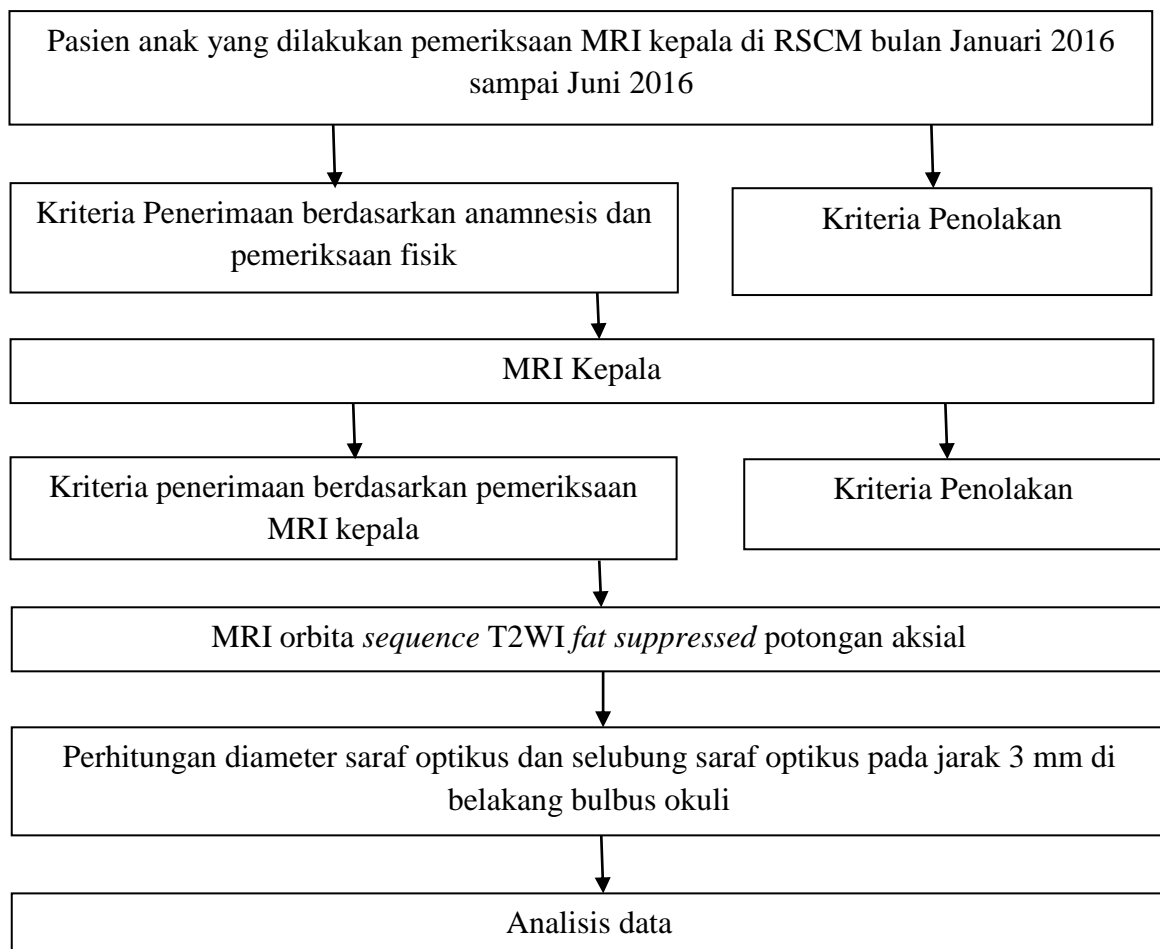 Pasien anak yang dilakukan pemeriksaan MRI kepala di RSCM bulan Januari 2016
sampai Juni 2016
Kriteria Penerimaan berdasarkan anamnesis dan
pemeriksaan fisik
Kriteria Penolakan
MRI Kepala
Kriteria penerimaan berdasarkan pemeriksaan
MRI kepala
Kriteria Penolakan
MRI orbita sequence T2WI fat suppressed potongan aksial
Perhitungan diameter saraf optikus dan selubung saraf optikus pada jarak 3 mm di
belakang bulbus okuli
Analisis data